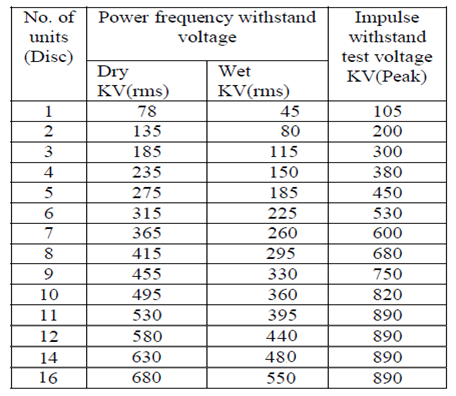 No. of units (Disc) Power frequency withstand voltage Impulse withstand test voltage KV(Peak)
Dry KV(rms) Wet KV(rms)
1 78 45 105
2 135 80 200
3 185 115 300
4 235 150 380
5 275 185 450
6 315 225 530
7 365 260 600
8 415 295 680
9 455 330 750
10 495 360 820
11 530 395 890
12 580 440 890
14 630 480 890
16 680 550 890